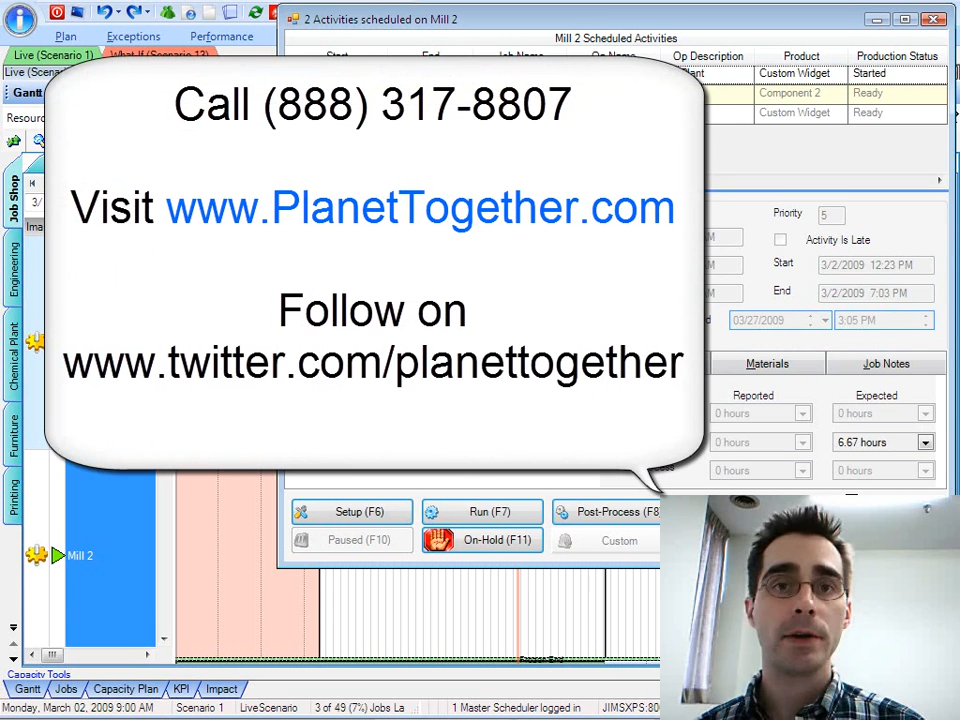 2 Activities scheduled on Mill 2
Plan Exceptions Performance
Mill 2 Scheduled Activities
Live (Scenario 1)
Op Description Product Production Status
Custom Widget Started
Component 2 Ready
Custom Widget Ready
Gantt
Call (888) 317-8807
Visit www.PlanetTogether.com
Follow on
www.twitter.com/planettogether
Job Shop
Engineering
Chemical Plant
Furniture
Printing
Priority 5
Activity Is Late
Start 3/2/2009 12:23 PM
End 3/2/2009 7:03 PM
03/27/2009 3:05 PM
Materials Job Notes
Reported Expected
0 hours 0 hours
0 hours 6.67 hours
0 hours 0 hours
Setup (F6) Run (F7) Post-Process (F8
Paused (F10) On-Hold (F11) Custom
Mill 2
Frozen End
Capacity Tools
Gantt Jobs Capacity Plan KPI Impact
Monday, March 02, 2009 9:00 AM Scenario 1 LiveScenario 3 of 49 (7%) Jobs La 1 Master Scheduler logged in JIMSXPS:80